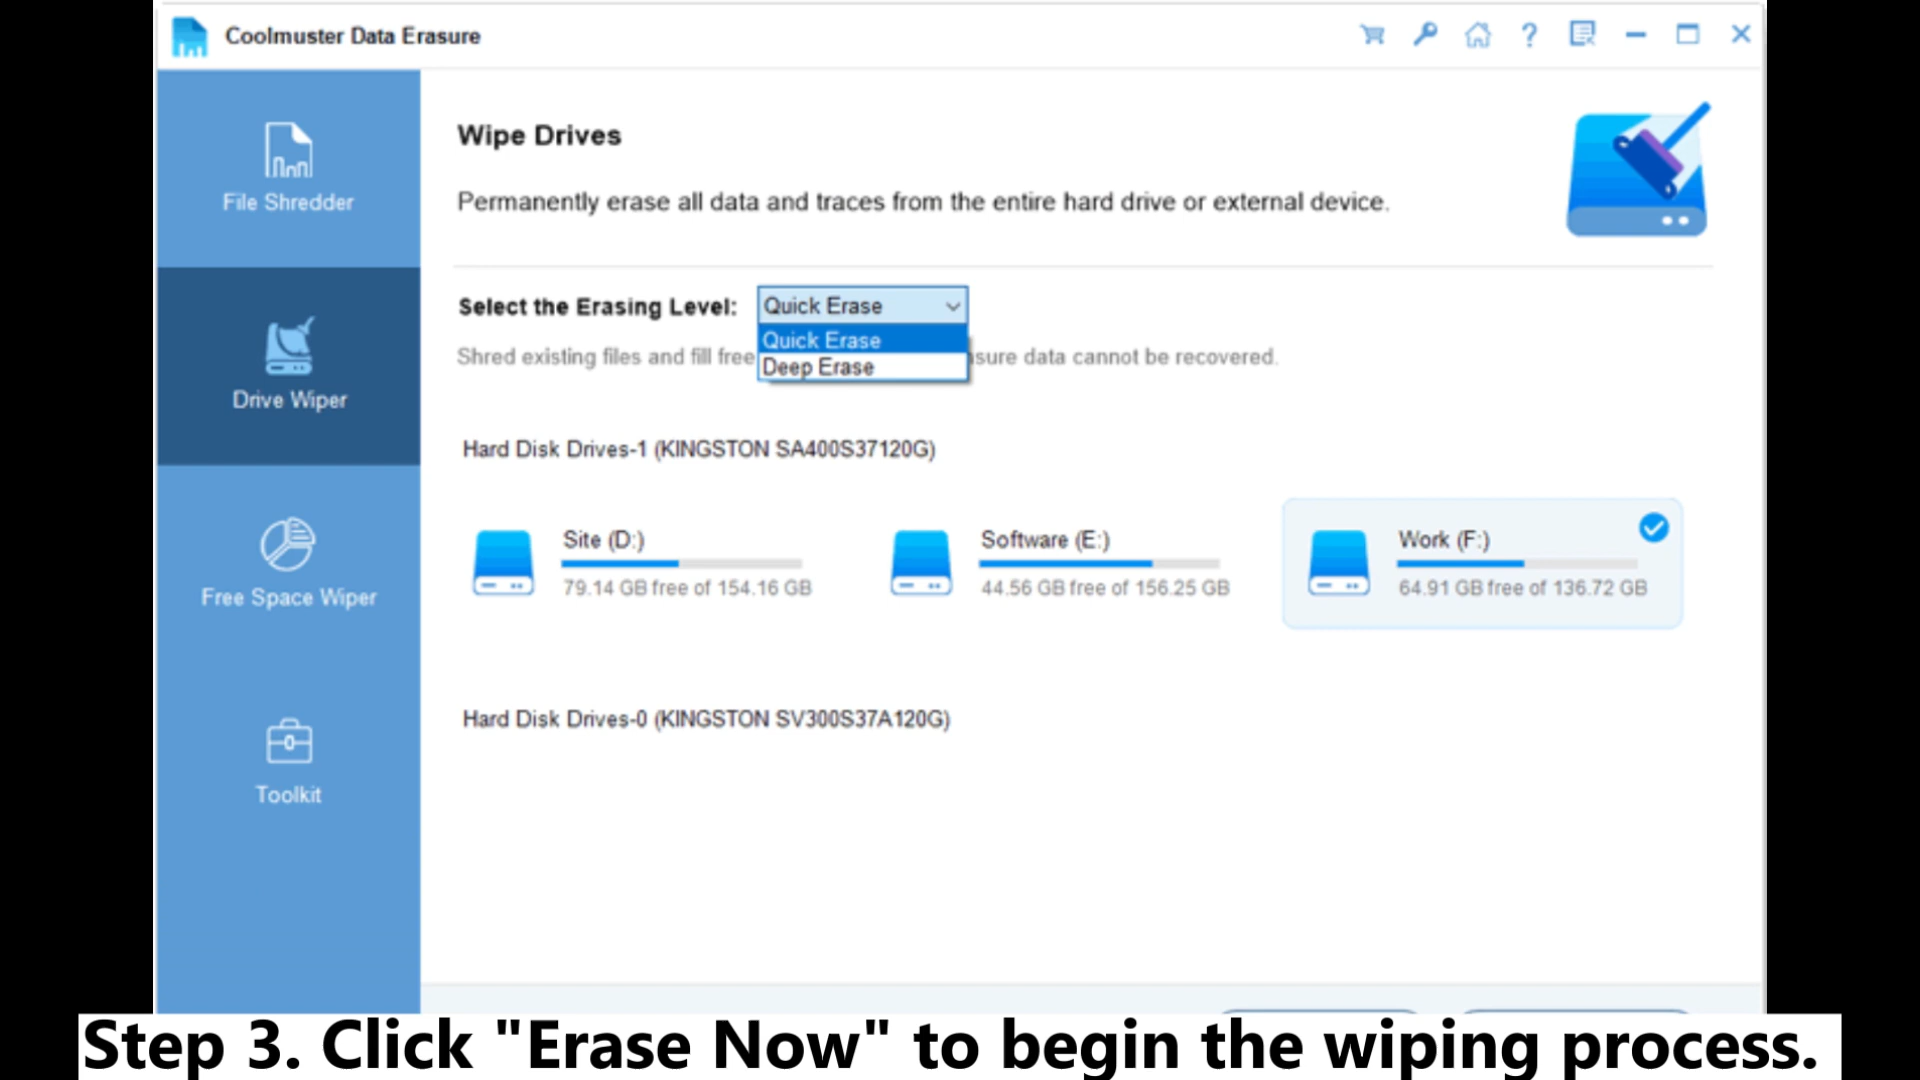 Coolmuster Data Erasure
File Shredder
Drive Wiper
Free Space Wiper
Toolkit
Wipe Drives
Permanently erase all data and traces from the entire hard drive or external device.
Select the Erasing Level: Quick Erase
Quick Erase
Deep Erase
Shred existing files and fill free sure data cannot be recovered.
Hard Disk Drives-1 (KINGSTON SA400S37120G)
Site (D:)
79.14 GB free of 154.16 GB
Software (E:)
44.56 GB free of 156.25 GB
Work (F:)
64.91 GB free of 136.72 GB
Hard Disk Drives-0 (KINGSTON SV300S37A120G)
Step 3. Click "Erase Now" to begin the wiping process.